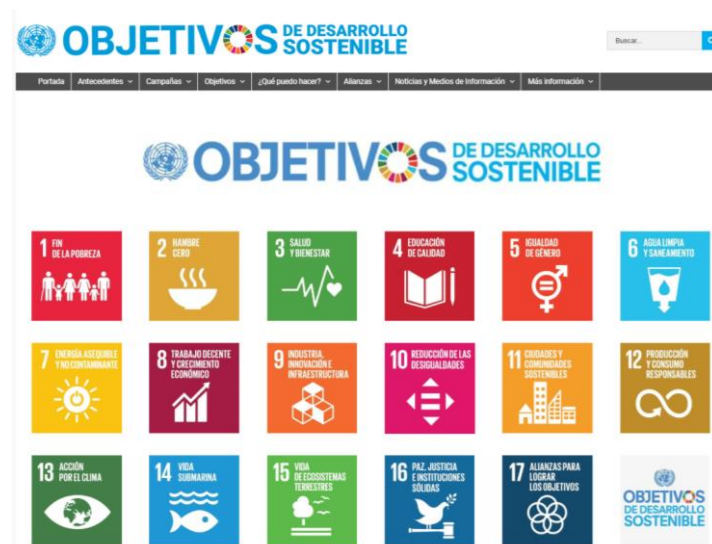 OBJETIVOS DE DESARROLLO
SOSTENIBLE
Buscar...
Portada Antecedentes Campañas Objetivos ¿Qué puedo hacer? Alianzas Noticias y Medios de Información Más información
OBJETIVOS DE DESARROLLO
SOSTENIBLE
1 FIN
DE LA POBREZA
2 HAMBRE
CERO
3 SALUD
Y BIENESTAR
4 EDUCACIÓN
DE CALIDAD
5 IGUALDAD
DE GÉNERO
6 AGUA LIMPIA
Y SANEAMIENTO
7 ENERGÍA ASEQUIBLE
Y NO CONTAMINANTE
8 TRABAJO DECENTE
Y CRECIMIENTO
ECONÓMICO
9 INDUSTRIA,
INNOVACIÓN E
INFRAESTRUCTURA
10 REDUCCIÓN DE LAS
DESIGUALDADES
11 CIUDADES Y
COMUNIDADES
SOSTENIBLES
12 PRODUCCIÓN
Y CONSUMO
RESPONSABLES
13 ACCIÓN
POR EL CLIMA
14 VIDA
SUBMARINA
15 VIDA
DE ECOSISTEMAS
TERRESTRES
16 PAZ, JUSTICIA
E INSTITUCIONES
SÓLIDAS
17 ALIANZAS PARA
LOGRAR
LOS OBJETIVOS
OBJETIVOS
DE DESARROLLO
SOSTENIBLE